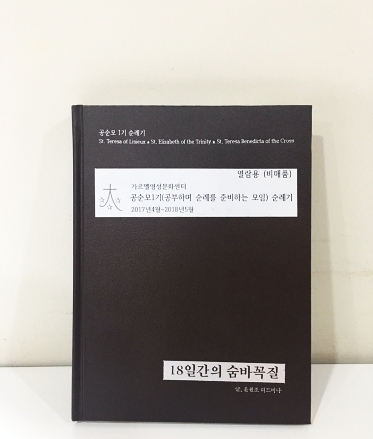 공순모 1기 순례기
St. Teresa of Lisieux & St. Elisabeth of the Trinity & St. Teresa Benedicta of the Cross
열람용 (비매품)
가르멜영성문화센터
공순모1기(공부하며 순례를 준비하는 모임) 순례기
2017년4월~2018년5월
18일간의 숨바꼭질